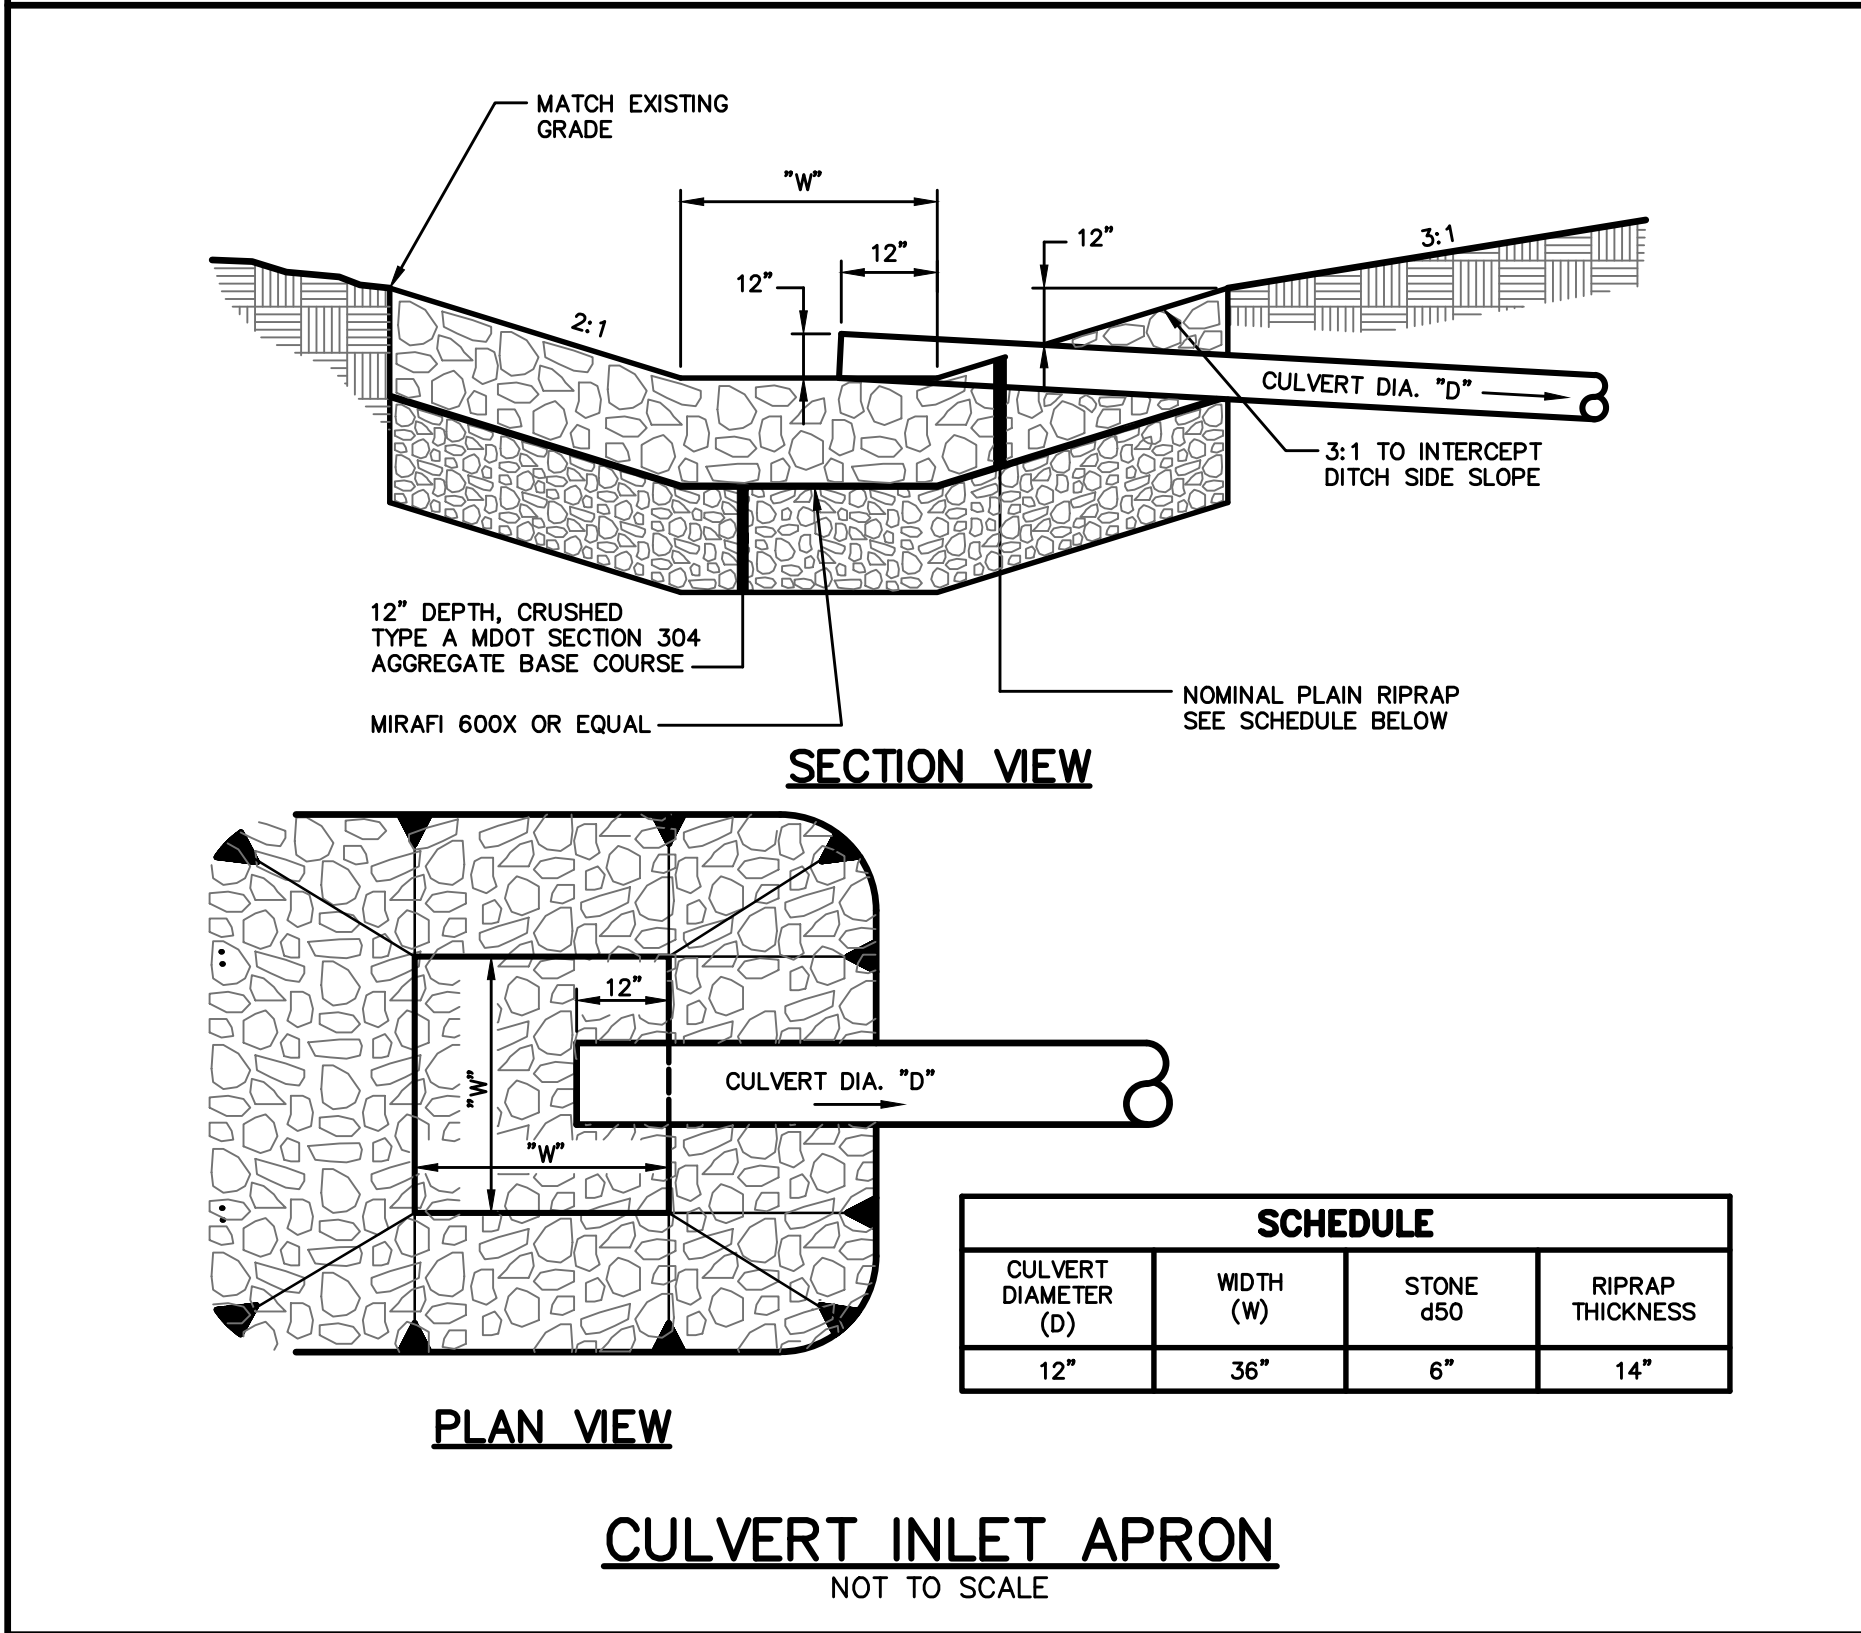 MATCH EXISTING
GRADE
"W"
12"
12"
12"
3:1
2:1
CULVERT DIA. "D"
3:1 TO INTERCEPT
DITCH SIDE SLOPE
12" DEPTH, CRUSHED
TYPE A MDOT SECTION 304
AGGREGATE BASE COURSE
MIRAFI 600X OR EQUAL
NOMINAL PLAIN RIPRAP
SEE SCHEDULE BELOW
SECTION VIEW
12"
"W"
"W"
CULVERT DIA. "D"
PLAN VIEW
SCHEDULE
CULVERT
DIAMETER
(D)
WIDTH
(W)
STONE
d50
RIPRAP
THICKNESS
12"
36"
6"
14"
CULVERT INLET APRON
NOT TO SCALE